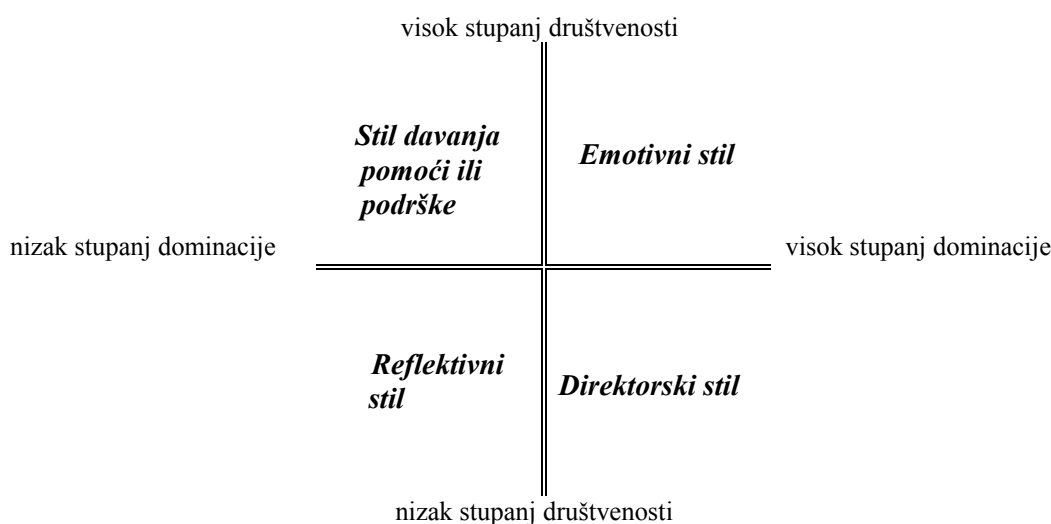 visok stupanj društvenosti
Stil davanja
pomoći ili
podrške
Emotivni stil
nizak stupanj dominacije
visok stupanj dominacije
Reflektivni
stil
Direktorski stil
nizak stupanj društvenosti